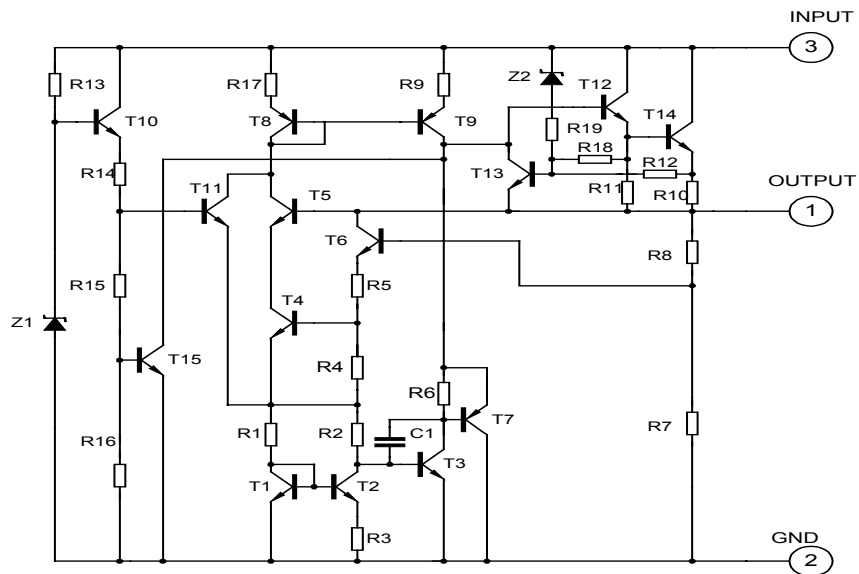 INPUT
3
R13
R17
R9
Z2
T12
T10
T8
T9
T14
R19
R18
R14
T13
R12
T11
R11
R10
OUTPUT
T5
1
T6
R8
R15
R5
T4
Z1
T15
R4
R6
T7
R7
R16
R1
R2
C1
T3
T1
T2
R3
GND
2